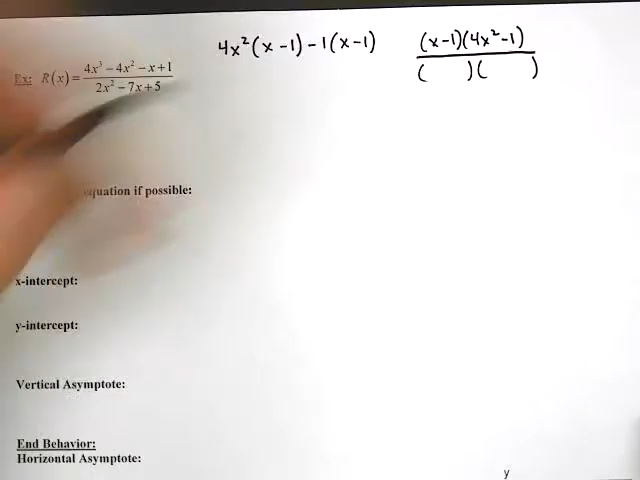 4x²(x-1)-1(x-1)
(x-1)(4x²-1)
(   )(   )
Ex: R(x) = 4x³ - 4x² - x + 1
2x² - 7x + 5
equation if possible:
x-intercept:
y-intercept:
Vertical Asymptote:
End Behavior:
Horizontal Asymptote:
y